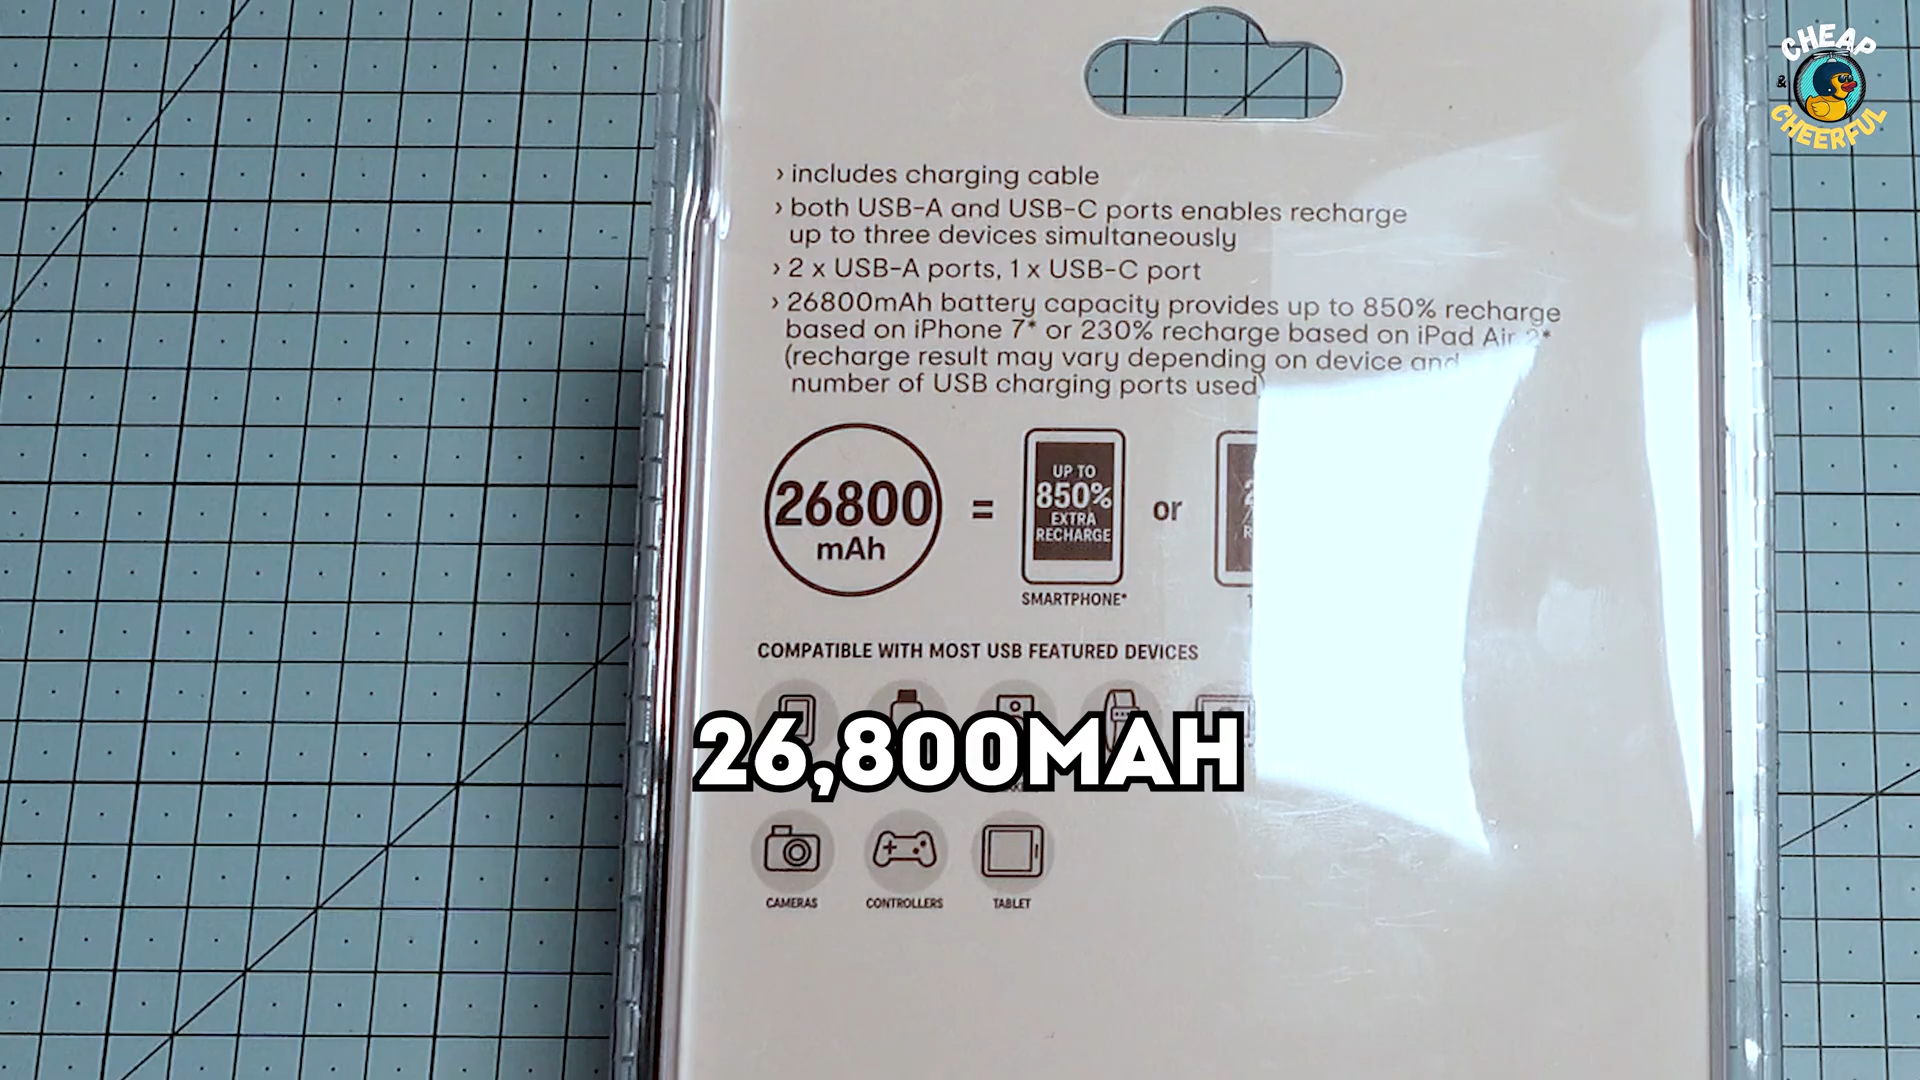 CHEAP
&
CHEERFUL
› includes charging cable
› both USB-A and USB-C ports enables recharge
up to three devices simultaneously
› 2 x USB-A ports, 1 x USB-C port
› 26800mAh battery capacity provides up to 850% recharge
based on iPhone 7* or 230% recharge based on iPad Air 2*
(recharge result may vary depending on device and
number of USB charging ports used)
26800
mAh
=
UP TO
850%
EXTRA
RECHARGE
or
SMARTPHONE*
COMPATIBLE WITH MOST USB FEATURED DEVICES
26,800MAH
CAMERAS
CONTROLLERS
TABLET